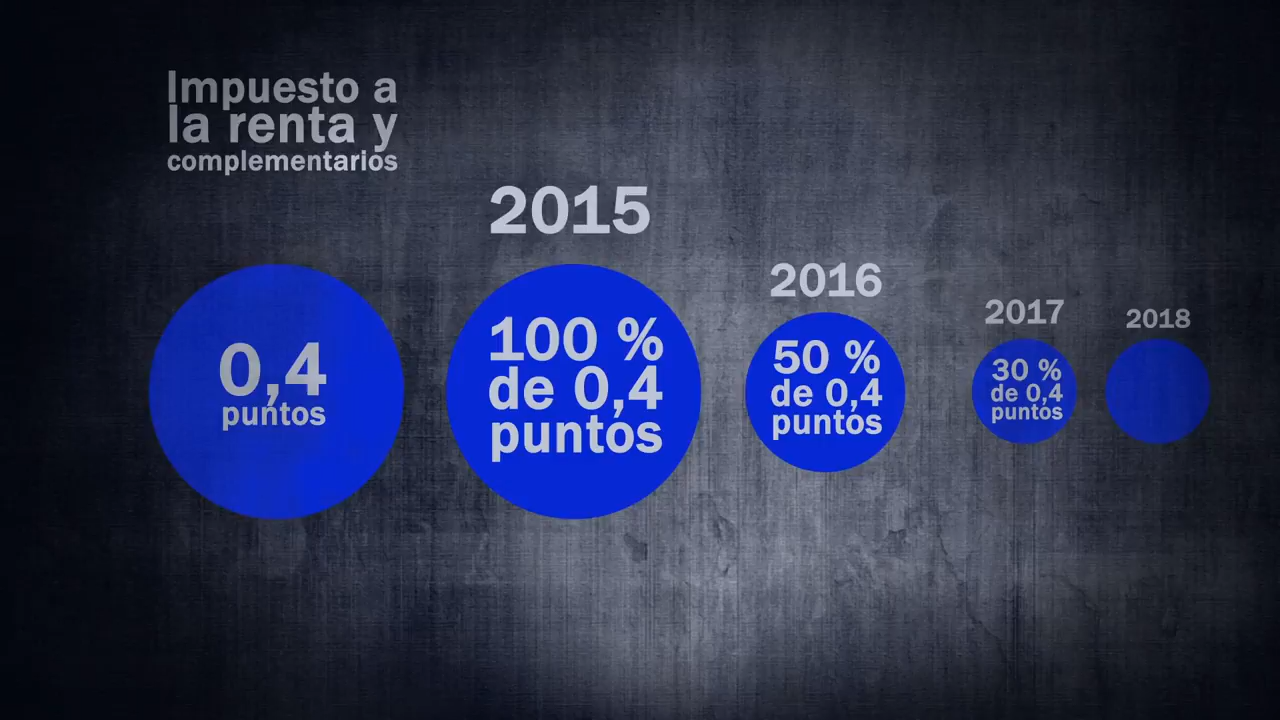 Impuesto a
la renta y
complementarios
0,4
puntos
2015
100 %
de 0,4
puntos
2016
50 %
de 0,4
puntos
2017
30 %
de 0,4
puntos
2018